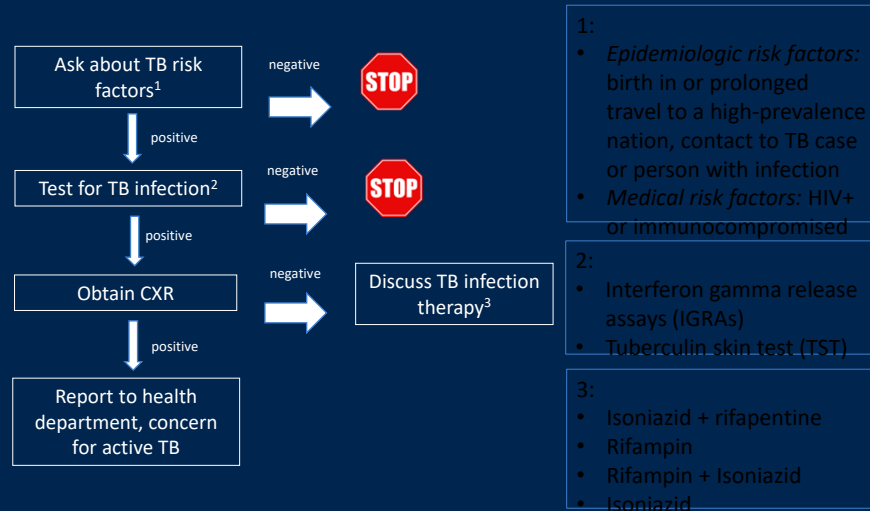 Ask about TB risk
factors1
negative
STOP
positive
Test for TB infection2
negative
STOP
positive
Obtain CXR
negative
Discuss TB infection
therapy3
positive
Report to health
department, concern
for active TB
1:
• Epidemiologic risk factors:
birth in or prolonged
travel to a high-prevalence
nation, contact to TB case
or person with infection
• Medical risk factors: HIV+
or immunocompromised
2:
• Interferon gamma release
assays (IGRAs)
• Tuberculin skin test (TST)
3:
• Isoniazid + rifapentine
• Rifampin
• Rifampin + Isoniazid
• Isoniazid